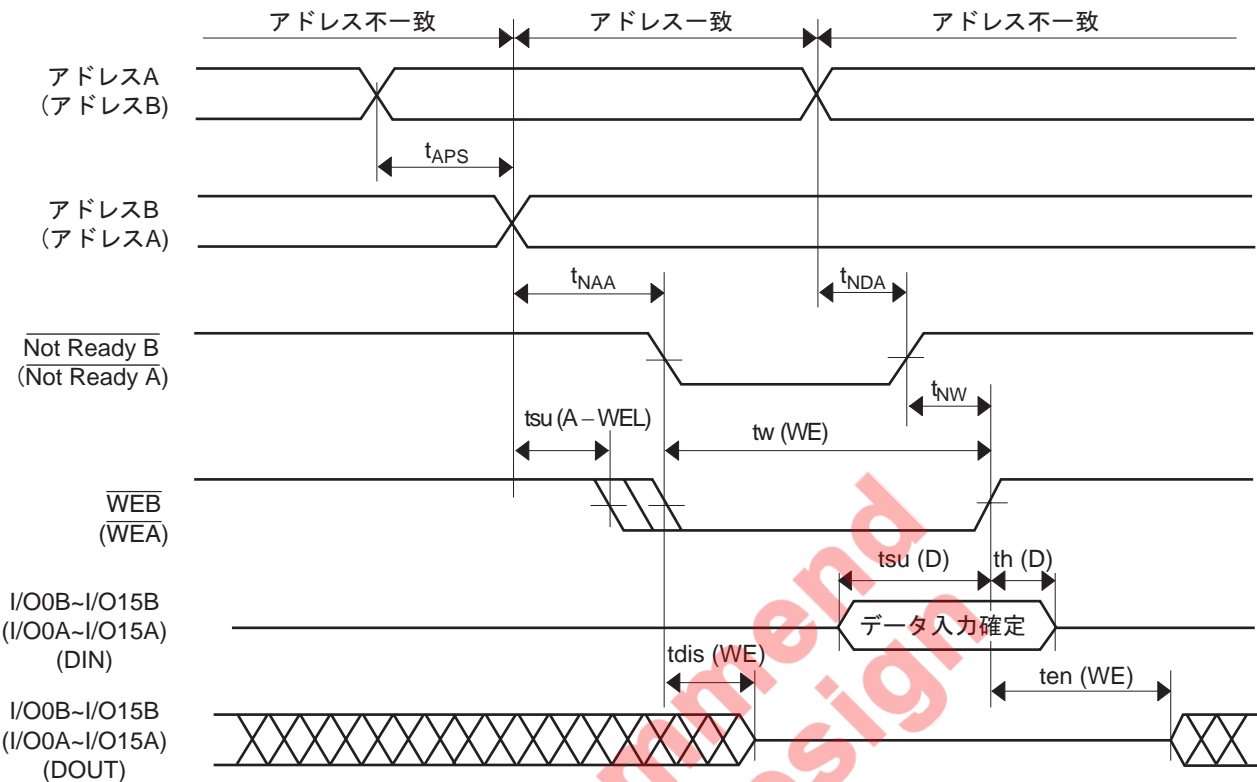 アドレス不一致 アドレス一致 アドレス不一致
アドレスA
（アドレスB）
tAPS
アドレスB
（アドレスA)
tNAA tNDA
Not Ready B
（Not Ready A)
tNW
tsu (A – WEL) tw (WE)
WEB
(WEA)
tsu (D) th (D)
I/O0B~I/O15B
(I/O0A~I/O15A)
(DIN)
データ入力確定
tdis (WE) ten (WE)
I/O0B~I/O15B
(I/O0A~I/O15A)
(DOUT)
mmend
sign